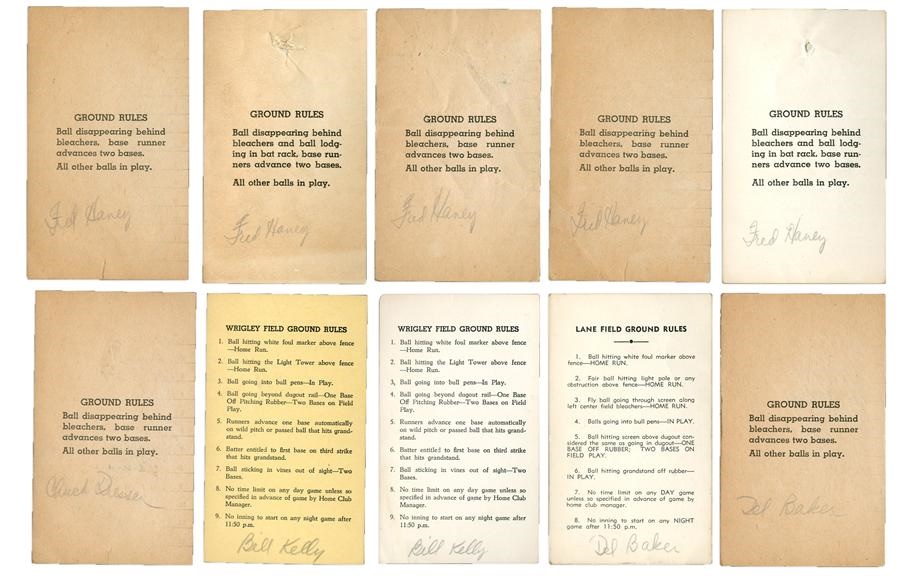 GROUND RULES
Ball disappearing behind
bleachers, base runner
advances two bases.
All other balls in play.
Fred Haney
GROUND RULES
Ball disappearing behind
bleachers and ball lodg-
ing in bat rack, base run-
ners advance two bases.
All other balls in play.
Fred Haney
GROUND RULES
Ball disappearing behind
bleachers, base runner
advances two bases.
All other balls in play.
Fred Haney
GROUND RULES
Ball disappearing behind
bleachers, base runner
advances two bases.
All other balls in play.
Fred Haney
GROUND RULES
Ball disappearing behind
bleachers and ball lodg-
ing in bat rack, base run-
ners advance two bases.
All other balls in play.
Fred Haney
GROUND RULES
Ball disappearing behind
bleachers, base runner
advances two bases.
All other balls in play.
Chuck Dressen
WRIGLEY FIELD GROUND RULES
1. Ball hitting white foul marker above fence
—Home Run.
2. Ball hitting the Light Tower above fence
—Home Run.
3. Ball going into bull pens—In Play.
4. Ball going beyond dugout rail—One Base
Off Pitching Rubber—Two Bases on Field
Play.
5. Runners advance one base automatically
on wild pitch or passed ball that hits grand-
stand.
6. Batter entitled to first base on third strike
that hits grandstand.
7. Ball sticking in vines out of sight—Two
Bases.
8. No time limit on any day game unless so
specified in advance of game by Home Club
Manager.
9. No inning to start on any night game after
11:50 p.m.
Bill Kelly
WRIGLEY FIELD GROUND RULES
1. Ball hitting white foul marker above fence
—Home Run.
2. Ball hitting the Light Tower above fence
—Home Run.
3. Ball going into bull pens—In Play.
4. Ball going beyond dugout rail—One Base
Off Pitching Rubber—Two Bases on Field
Play.
5. Runners advance one base automatically
on wild pitch or passed ball that hits grand-
stand.
6. Batter entitled to first base on third strike
that hits grandstand.
7. Ball sticking in vines out of sight—Two
Bases.
8. No time limit on any day game unless so
specified in advance of game by Home Club
Manager.
9. No inning to start on any night game after
11:50 p.m.
Bill Kelly
LANE FIELD GROUND RULES
1. Ball hitting white foul marker above
fence—HOME RUN.
2. Fair ball hitting light pole or any
obstruction above fence—HOME RUN.
3. Fly ball going through screen along
left center field bleachers—HOME RUN.
4. Balls going into bull pens—IN PLAY.
5. Ball hitting screen above dugout con-
sidered the same as going in dugout—ONE
BASE OFF RUBBER; TWO BASES ON
FIELD PLAY.
6. Ball hitting grandstand off rubber—
IN PLAY.
7. No time limit on any DAY game
unless so specified in advance of game by
home club manager.
8. No inning to start on any NIGHT
game after 11:50 p.m.
Del Baker
GROUND RULES
Ball disappearing behind
bleachers, base runner
advances two bases.
All other balls in play.
Del Baker